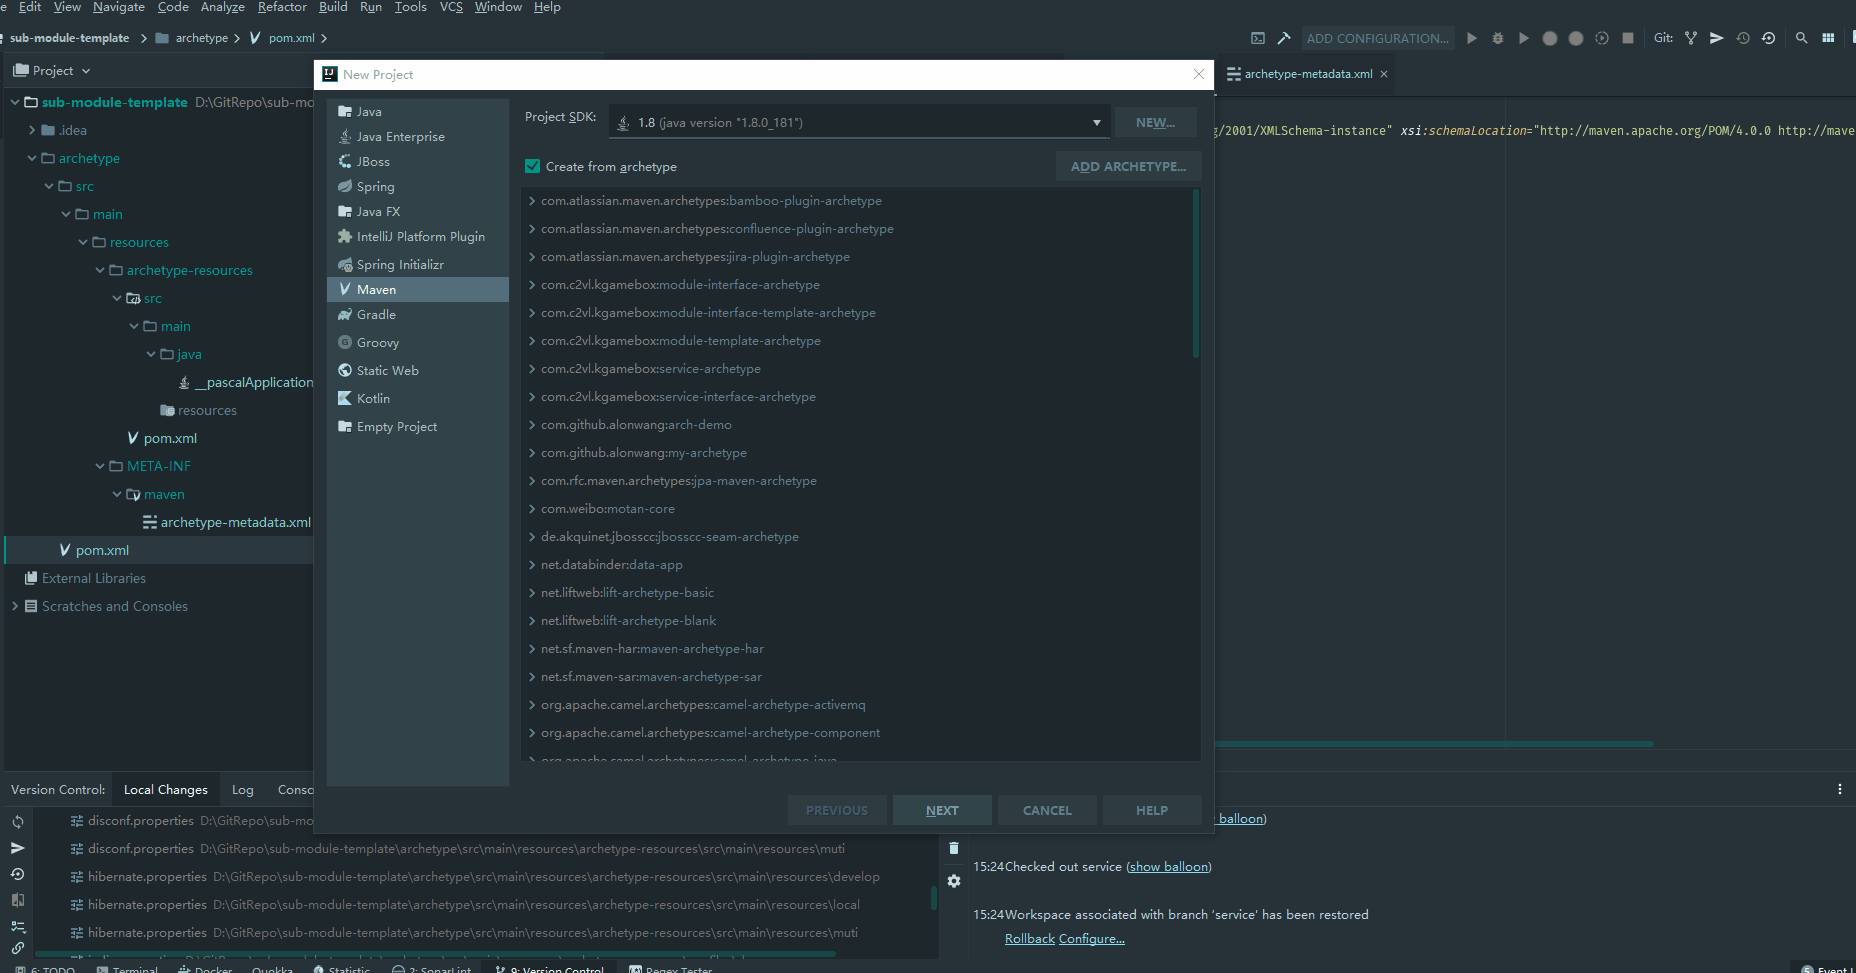 Edit View Navigate Code Analyze Refactor Build Run Tools VCS Window Help
sub-module-template archetype pom.xml
ADD CONFIGURATION... Git:
Project
archetype-metadata.xml
sub-module-template D:\GitRepo\sub-mo
.idea
archetype
src
main
resources
archetype-resources
src
main
java
__pascalApplication
resources
pom.xml
META-INF
maven
archetype-metadata.xml
pom.xml
External Libraries
Scratches and Consoles
New Project
Java
Java Enterprise
JBoss
Spring
Java FX
IntelliJ Platform Plugin
Spring Initializr
Maven
Gradle
Groovy
Static Web
Kotlin
Empty Project
Project SDK: 1.8 (java version "1.8.0_181") NEW...
Create from archetype ADD ARCHETYPE...
com.atlassian.maven.archetypes:bamboo-plugin-archetype
com.atlassian.maven.archetypes:confluence-plugin-archetype
com.atlassian.maven.archetypes:jira-plugin-archetype
com.c2vl.kgamebox:module-interface-archetype
com.c2vl.kgamebox:module-interface-template-archetype
com.c2vl.kgamebox:module-template-archetype
com.c2vl.kgamebox:service-archetype
com.c2vl.kgamebox:service-interface-archetype
com.github.alonwang:arch-demo
com.github.alonwang:my-archetype
com.rfc.maven.archetypes:jpa-maven-archetype
com.weibo:motan-core
de.akquinet.jbosscc:jbosscc-seam-archetype
net.databinder:data-app
net.liftweb:lift-archetype-basic
net.liftweb:lift-archetype-blank
net.sf.maven-har:maven-archetype-har
net.sf.maven-sar:maven-archetype-sar
org.apache.camel.archetypes:camel-archetype-activemq
org.apache.camel.archetypes:camel-archetype-component
org.apache.camel.archetypes:camel-archetype-java
PREVIOUS NEXT CANCEL HELP
g/2001/XMLSchema-instance" xsi:schemaLocation="http://maven.apache.org/POM/4.0.0 http://mave
Version Control: Local Changes Log Conso
disconf.properties D:\GitRepo\sub-mo
disconf.properties D:\GitRepo\sub-module-template\archetype\src\main\resources\archetype-resources\src\main\resources\muti
hibernate.properties D:\GitRepo\sub-module-template\archetype\src\main\resources\archetype-resources\src\main\resources\develop
hibernate.properties D:\GitRepo\sub-module-template\archetype\src\main\resources\archetype-resources\src\main\resources\local
hibernate.properties D:\GitRepo\sub-module-template\archetype\src\main\resources\archetype-resources\src\main\resources\muti
balloon)
15:24 Checked out service (show balloon)
15:24 Workspace associated with branch 'service' has been restored
Rollback Configure...
6: TODO Terminal Docker Quokka Statistic 2: SonarLint 9: Version Control Regex Tester 5 Event L